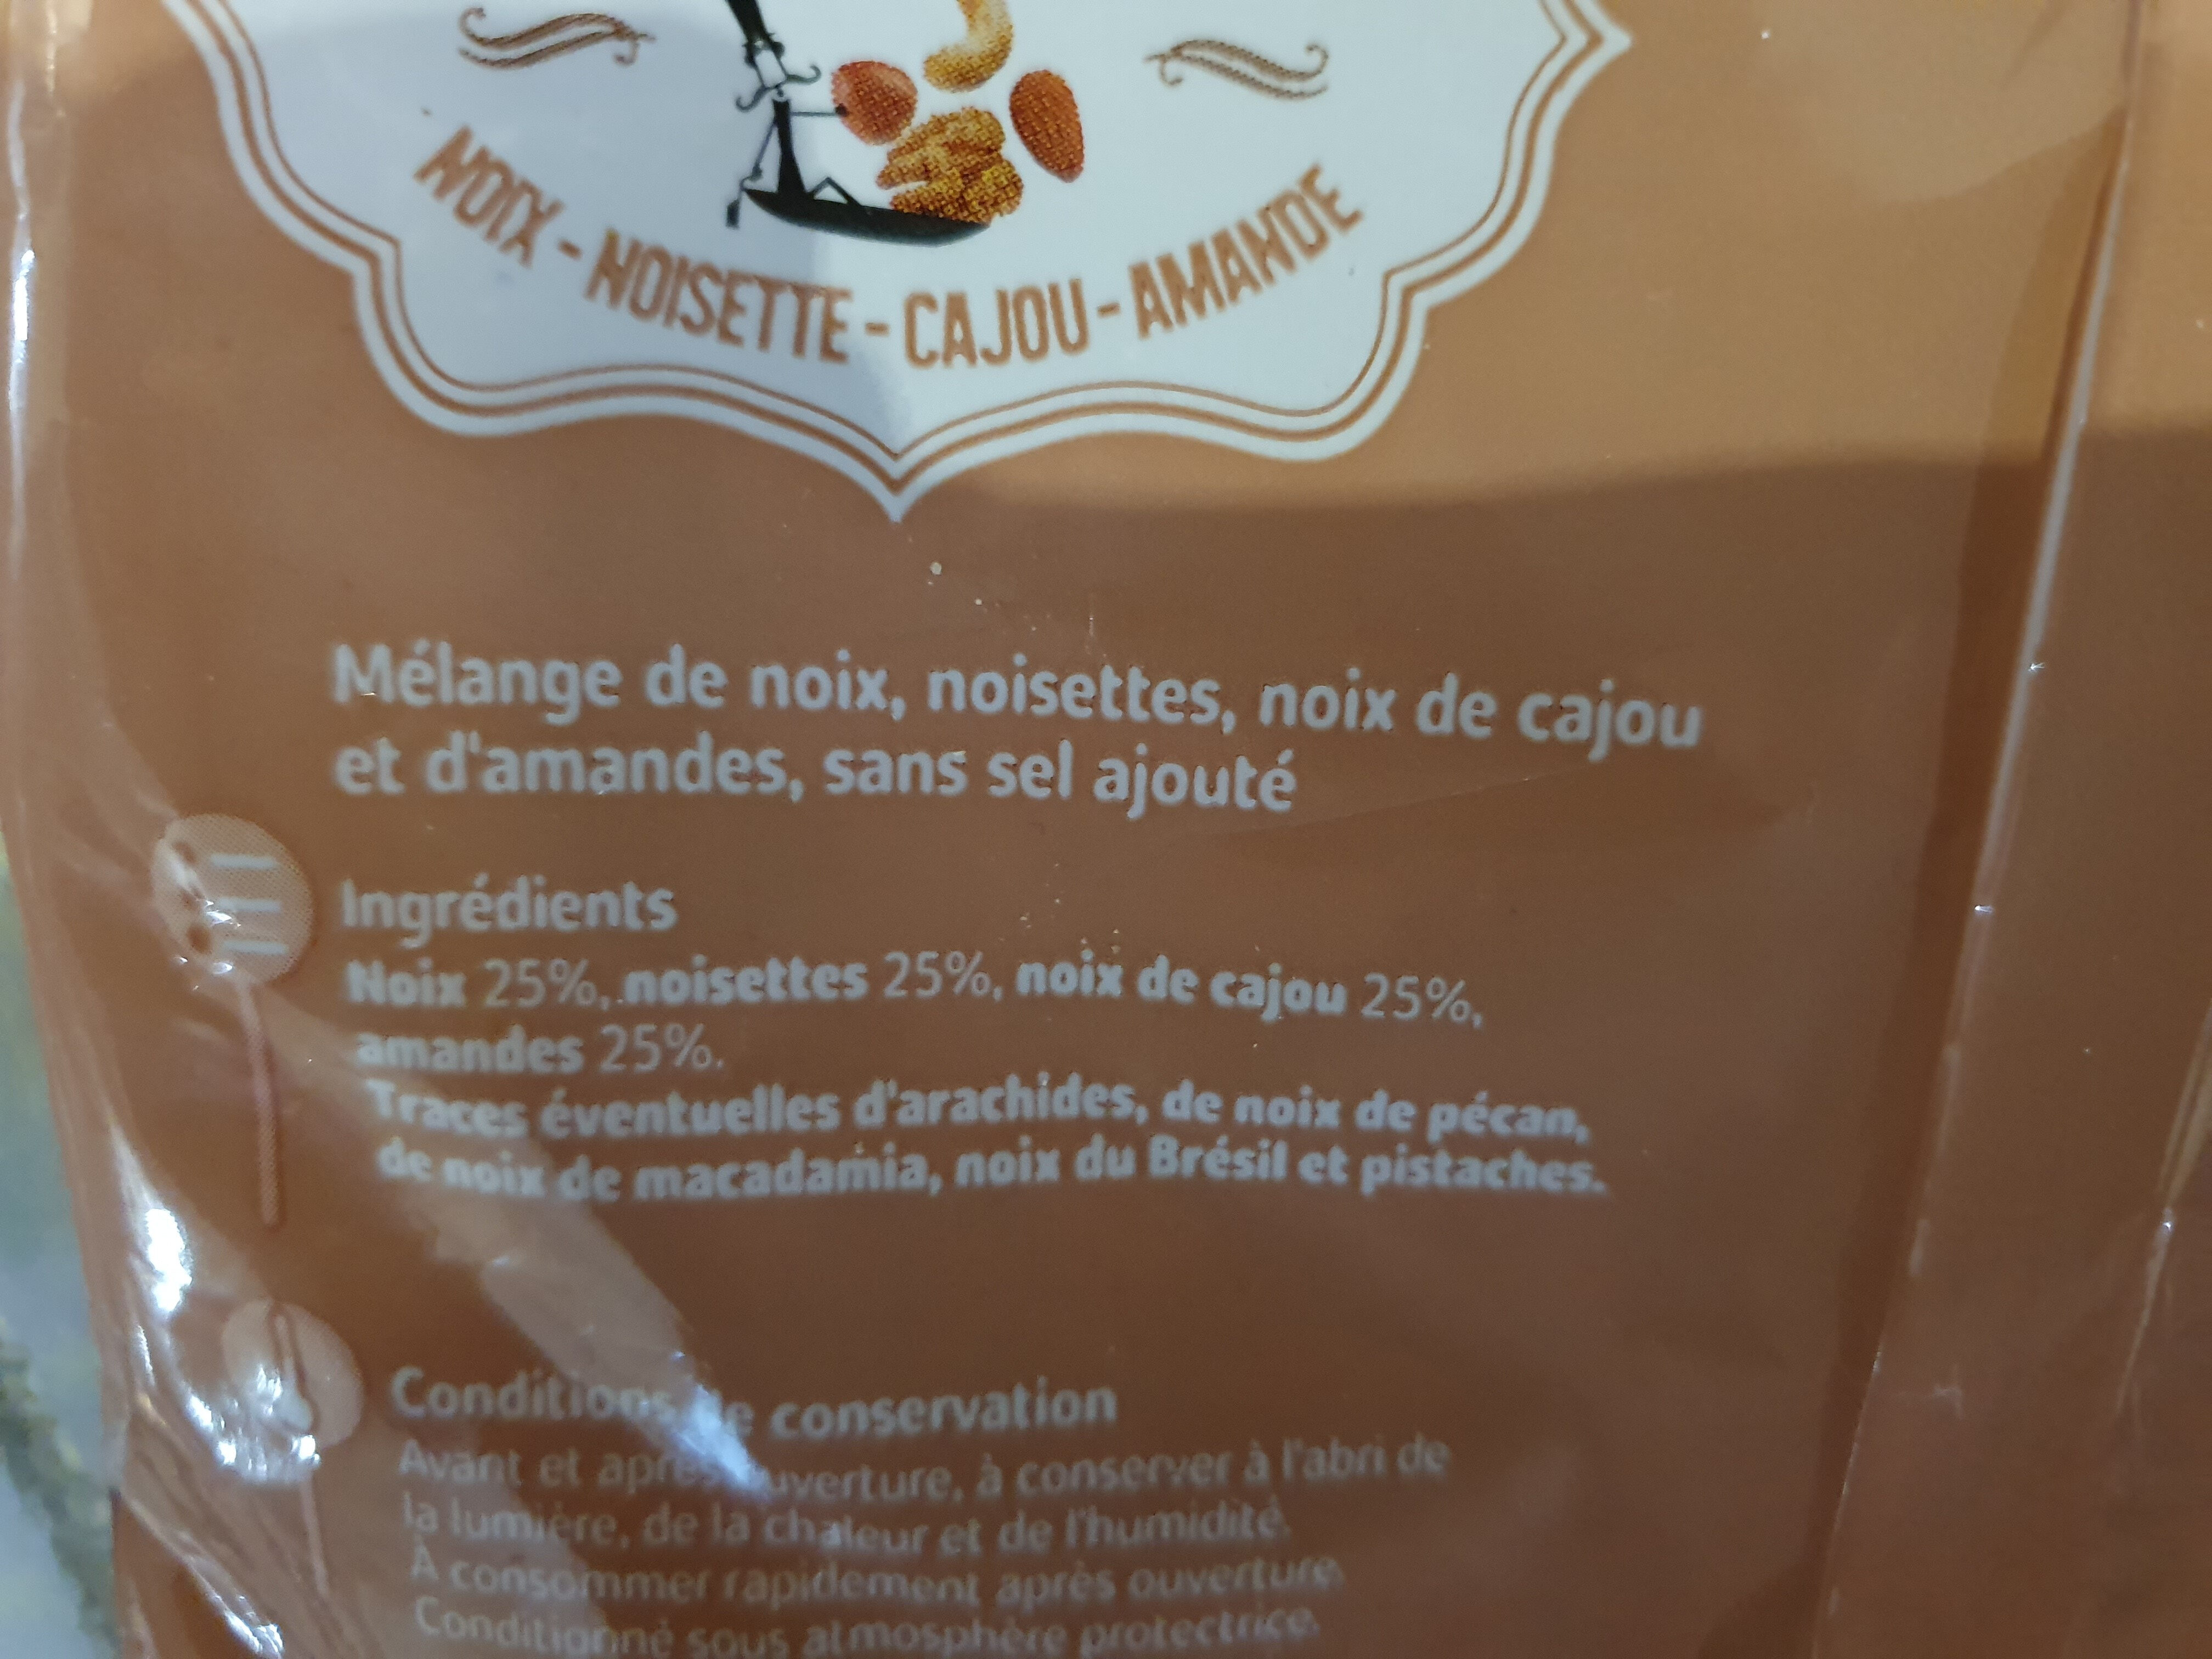 NOIX - NOISETTE - CAJOU - AMANDE
Mélange de noix, noisettes, noix de cajou
et d'amandes, sans sel ajouté
Ingrédients
Noix 25%, noisettes 25%, noix de cajou 25%,
amandes 25%.
Traces éventuelles d'arachides, de noix de pécan,
de noix de macadamia, noix du Brésil et pistaches.
Conditions de conservation
Avant et après ouverture, à conserver à l'abri de
la lumière, de la chaleur et de l'humidité.
À consommer rapidement après ouverture.
Conditionné sous atmosphère protectrice.